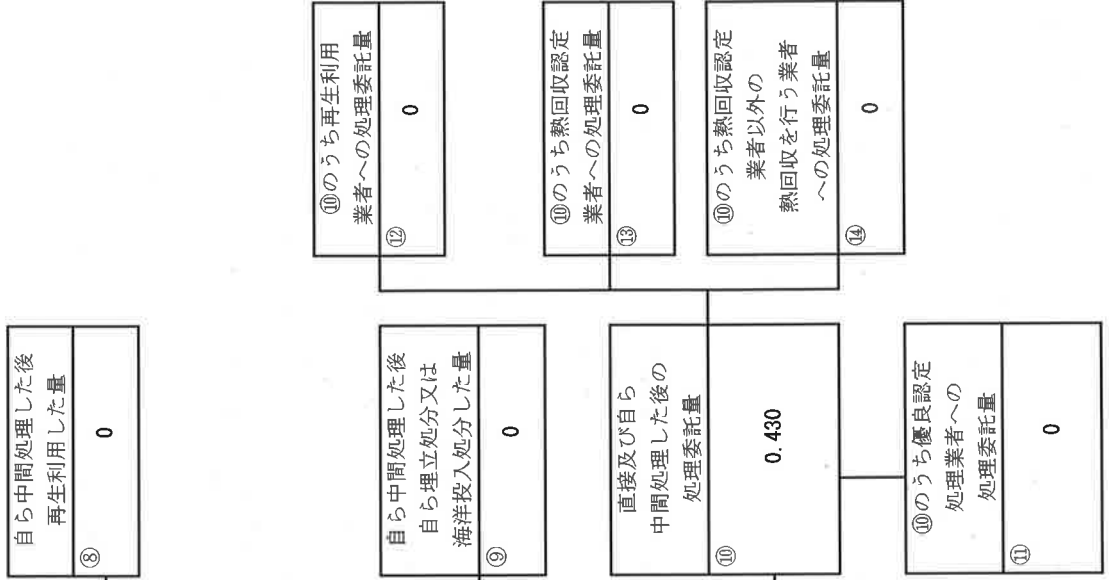 自ら中間処理した後
再生利用した量
⑧
0
自ら中間処理した後
自ら埋立処分又は
海洋投入処分した量
⑨
0
直接及び自ら
中間処理した後の
処理委託量
⑩
0.430
⑩のうち優良認定
処理業者への
処理委託量
⑪
0
⑩のうち再生利用
業者への処理委託量
⑫
0
⑩のうち熱回収認定
業者への処理委託量
⑬
0
⑩のうち熱回収認定
業者以外の
熱回収を行う業者
への処理委託量
⑭
0